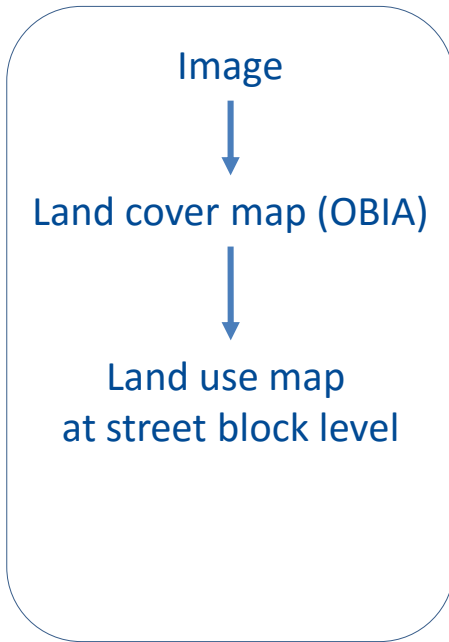 Image
Land cover map (OBIA)
Land use map
at street block level